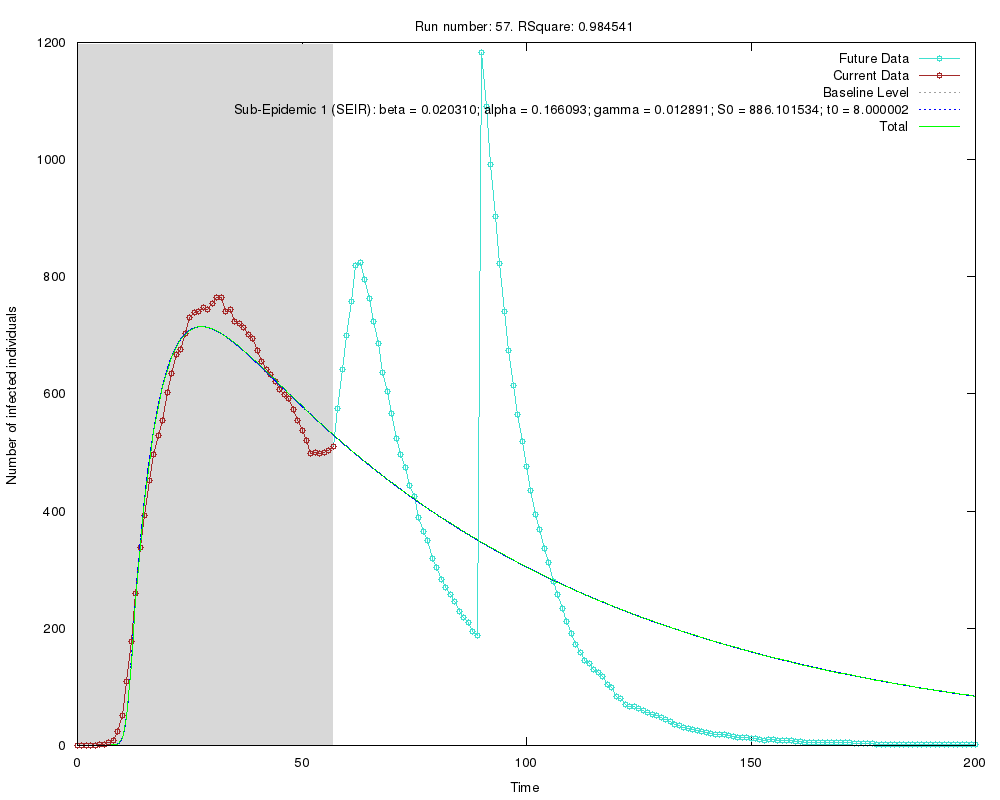 Run number: 57. RSquare: 0.984541
1200
1000
800
600
400
200
0
Number of infected individuals
Future Data
Current Data
Baseline Level
Sub-Epidemic 1 (SEIR): beta = 0.020310; alpha = 0.166093; gamma = 0.012891; S0 = 886.101534; t0 = 8.000002
Total
0 50 100 150 200
Time